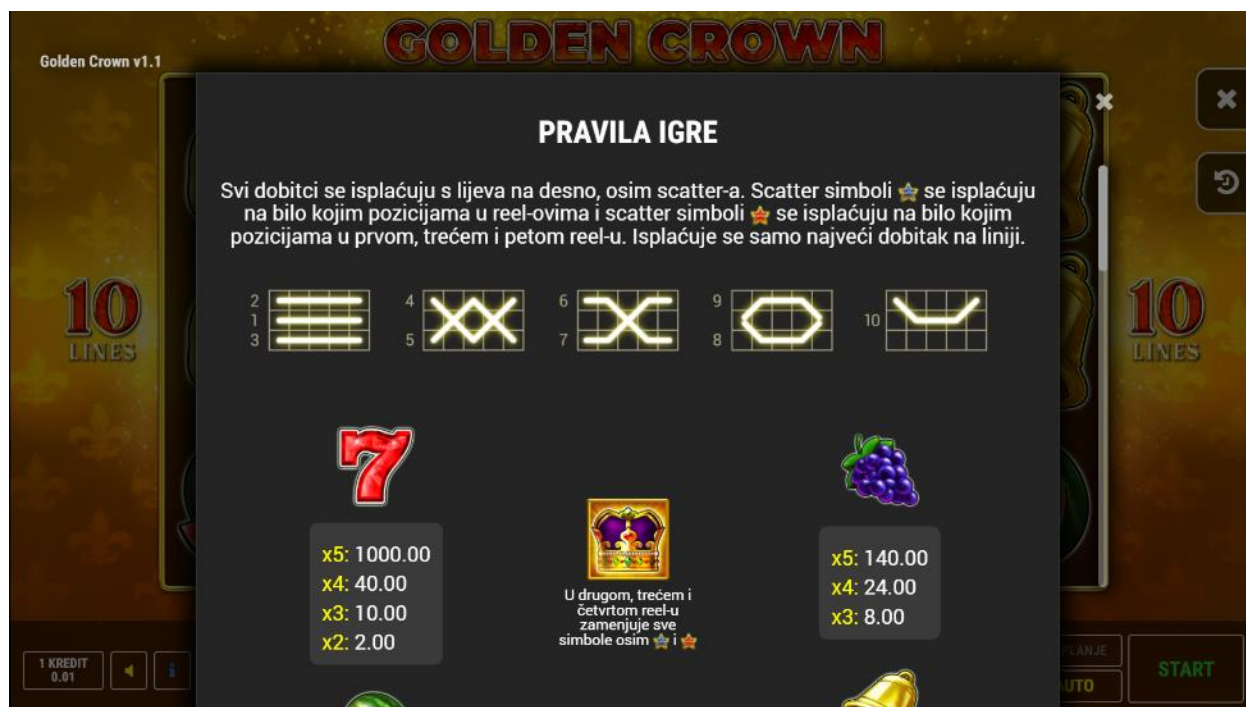 GOLDEN CROWN
Golden Crown v1.1
PRAVILA IGRE
Svi dobitci se isplaćuju s lijeva na desno, osim scatter-a. Scatter simboli se isplaćuju
na bilo kojim pozicijama u reel-ovima i scatter simboli se isplaćuju na bilo kojim
pozicijama u prvom, trećem i petom reel-u. Isplaćuje se samo najveći dobitak na liniji.
10
LINES
2
1
3
4
5
6
7
9
8
10
10
LINES
7
x5: 1000.00
x4: 40.00
x3: 10.00
x2: 2.00
U drugom, trećem i
četvrtom reel-u
zamenjuje sve
simbole osim i
x5: 140.00
x4: 24.00
x3: 8.00
1 KREDIT
0.01
START